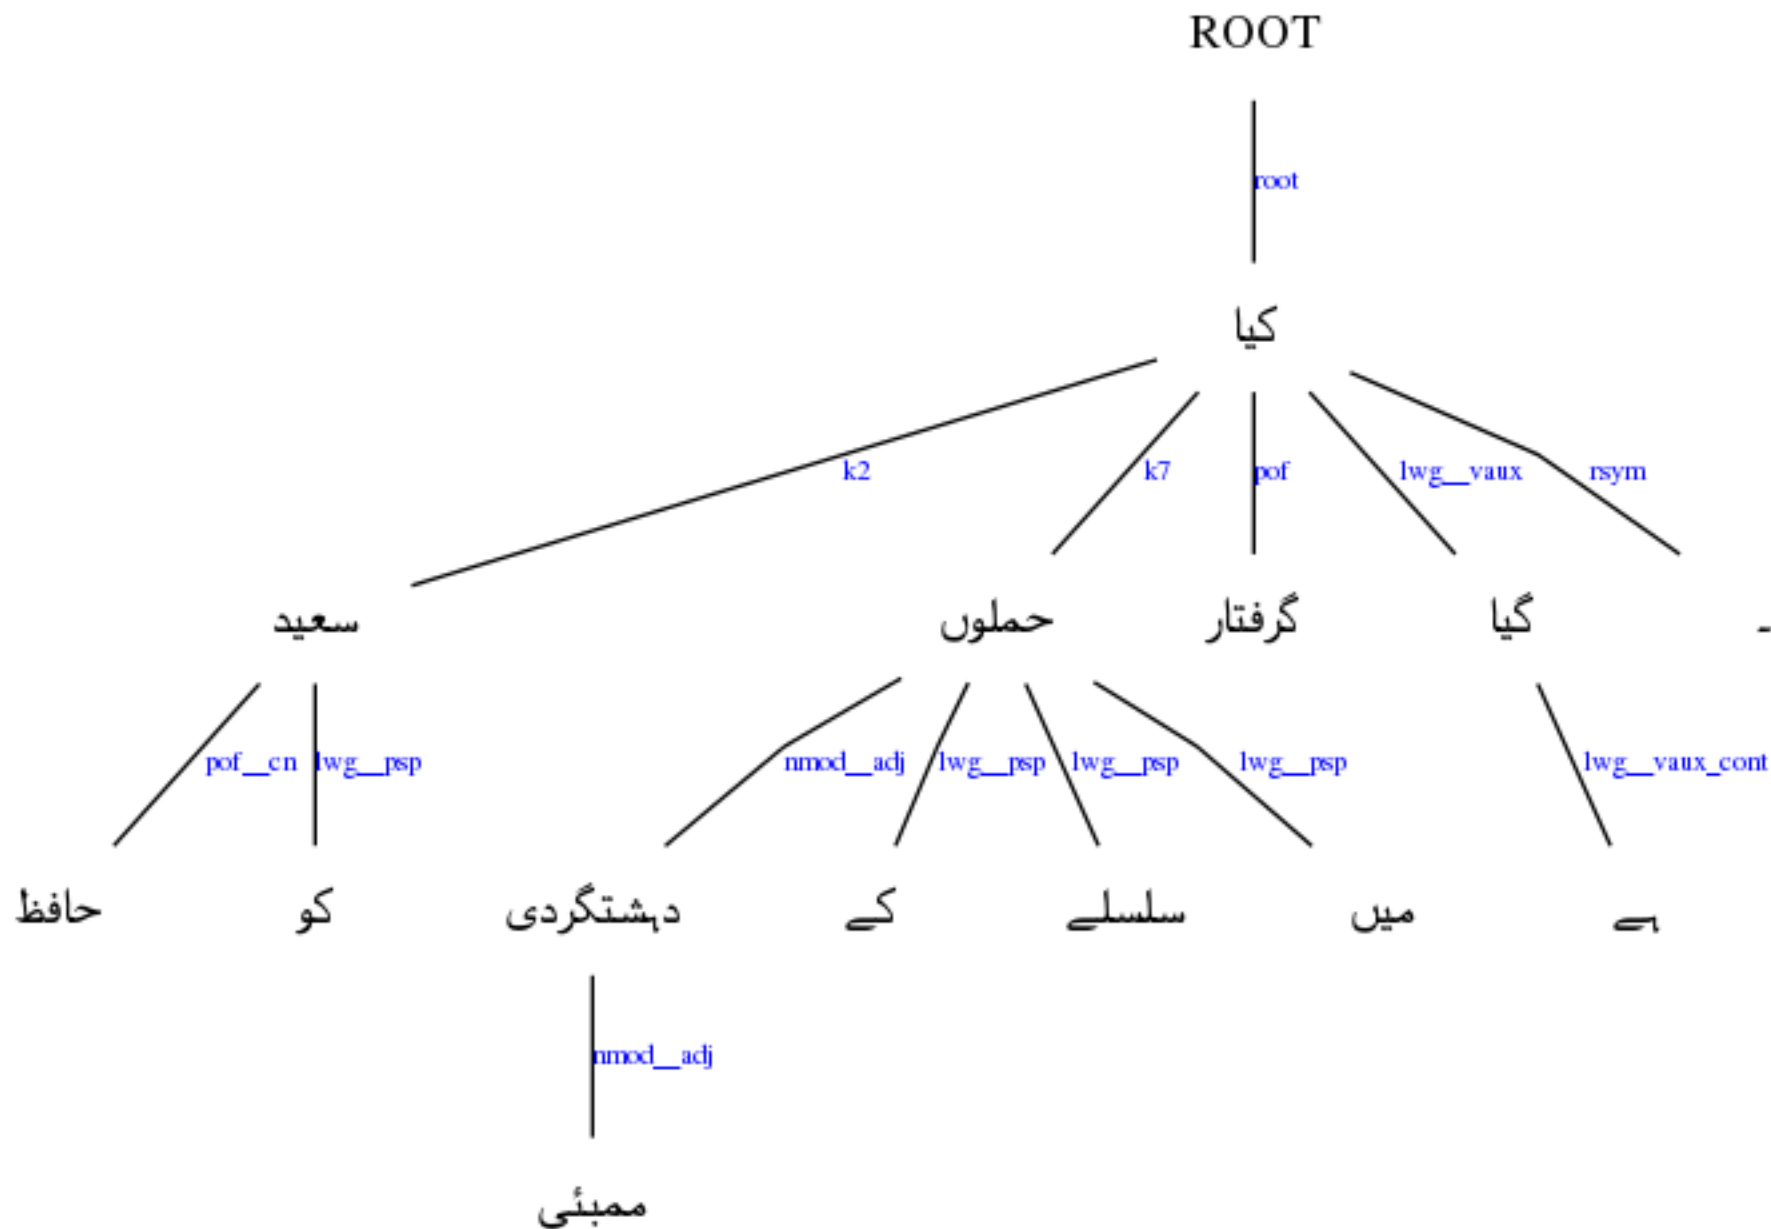 ROOT
root
کیا
k2 k7 pof lwg__vaux rsym
سعید حملوں گرفتار گیا ۔
pof__cn lwg__psp nmod__adj lwg__psp lwg__psp lwg__psp lwg__vaux_cont
حافظ کو دہشتگردی کے سلسلے میں ہے
nmod__adj
ممبئی